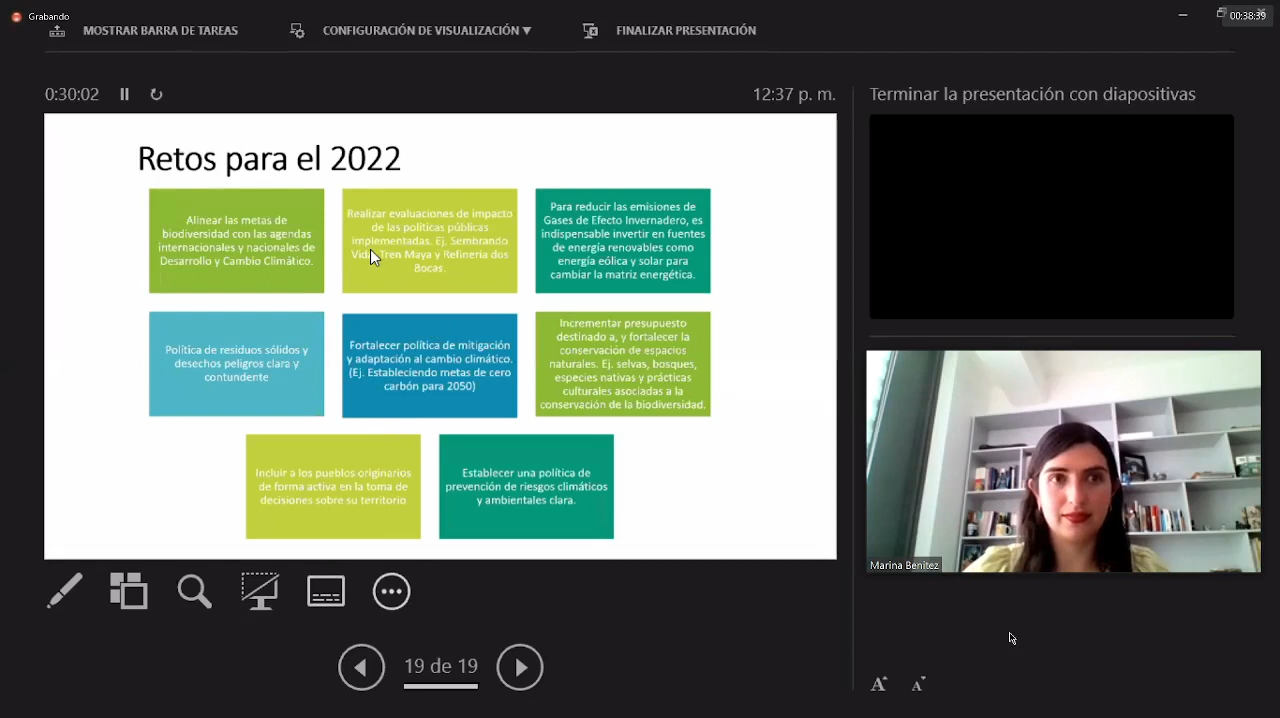 Grabando
00:38:39
MOSTRAR BARRA DE TAREAS
CONFIGURACIÓN DE VISUALIZACIÓN ▼
FINALIZAR PRESENTACIÓN
0:30:02
12:37 p. m.
Terminar la presentación con diapositivas
Retos para el 2022
Alinear las metas de
biodiversidad con las agendas
internacionales y nacionales de
Desarrollo y Cambio Climático.
Realizar evaluaciones de impacto
de las políticas públicas
implementadas. Ej. Sembrando
Vida, Tren Maya y Refinería dos
Bocas.
Para reducir las emisiones de
Gases de Efecto Invernadero, es
indispensable invertir en fuentes
de energía renovables como
energía eólica y solar para
cambiar la matriz energética.
Política de residuos sólidos y
desechos peligros clara y
contundente
Fortalecer política de mitigación
y adaptación al cambio climático.
(Ej. Estableciendo metas de cero
carbón para 2050)
Incrementar presupuesto
destinado a, y fortalecer la
conservación de espacios
naturales. Ej. selvas, bosques,
especies nativas y prácticas
culturales asociadas a la
conservación de la biodiversidad.
Incluir a los pueblos originarios
de forma activa en la toma de
decisiones sobre su territorio
Establecer una política de
prevención de riesgos climáticos
y ambientales clara.
Marina Benítez
19 de 19
A A